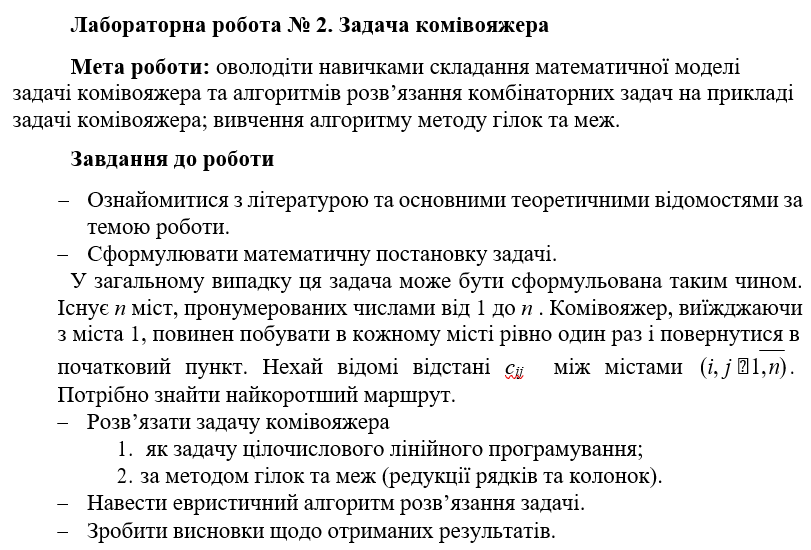 Лабораторна робота № 2. Задача комівояжера
Мета роботи: оволодіти навичками складання математичної моделі
задачі комівояжера та алгоритмів розв’язання комбінаторних задач на прикладі
задачі комівояжера; вивчення алгоритму методу гілок та меж.
Завдання до роботи
– Ознайомитися з літературою та основними теоретичними відомостями за
темою роботи.
– Сформулювати математичну постановку задачі.
У загальному випадку ця задача може бути сформульована таким чином.
Існує n міст, пронумерованих числами від 1 до n . Комівояжер, виїжджаючи
з міста 1, повинен побувати в кожному місті рівно один раз і повернутися в
початковий пункт. Нехай відомі відстані cij між містами (i, j ⍰1,n) .
Потрібно знайти найкоротший маршрут.
– Розв’язати задачу комівояжера
1. як задачу цілочислового лінійного програмування;
2. за методом гілок та меж (редукції рядків та колонок).
– Навести евристичний алгоритм розв’язання задачі.
– Зробити висновки щодо отриманих результатів.